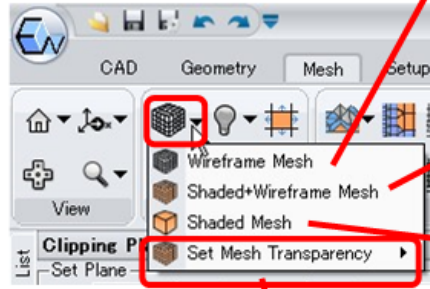 CAD Geometry Mesh Setup
Wireframe Mesh
Shaded+Wireframe Mesh
View
Shaded Mesh
Clipping Pl
Set Plane
Set Mesh Transparency
List